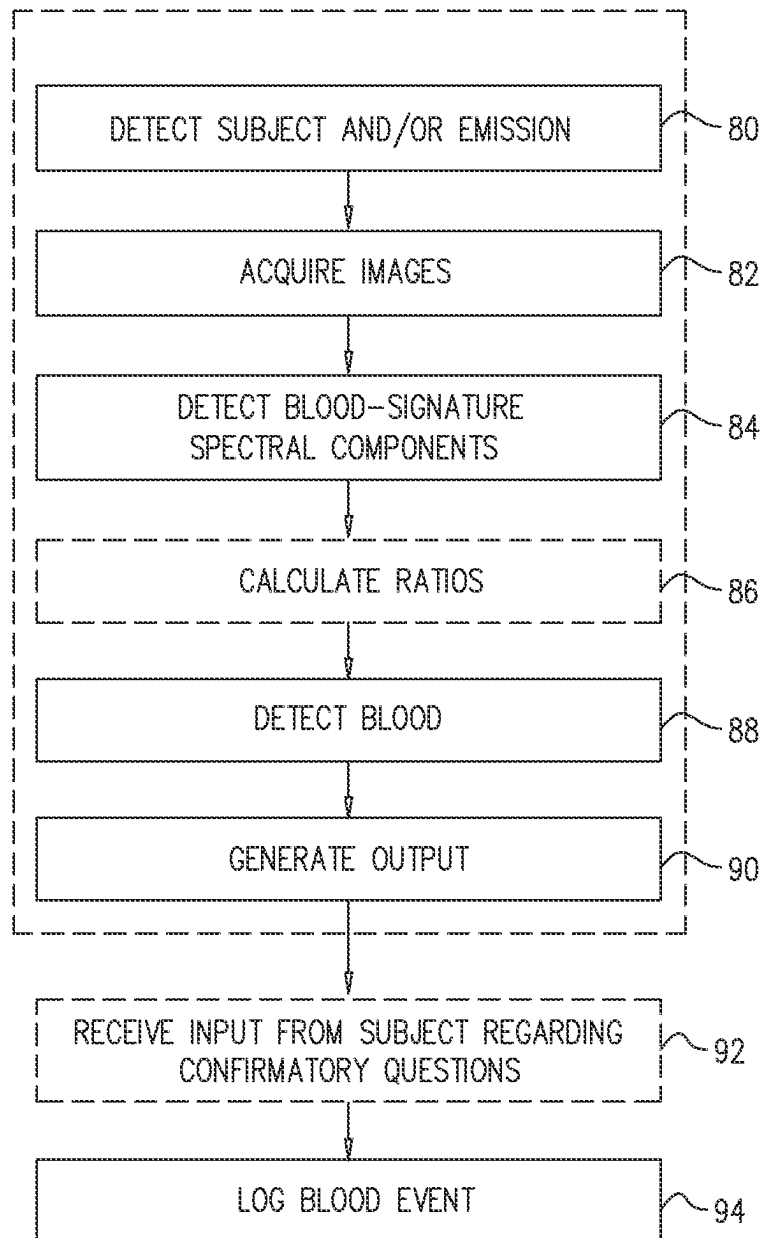 DETECT SUBJECT AND/OR EMISSION
80
ACQUIRE IMAGES
82
DETECT BLOOD-SIGNATURE
SPECTRAL COMPONENTS
84
CALCULATE RATIOS
86
DETECT BLOOD
88
GENERATE OUTPUT
90
RECEIVE INPUT FROM SUBJECT REGARDING
CONFIRMATORY QUESTIONS
92
LOG BLOOD EVENT
94